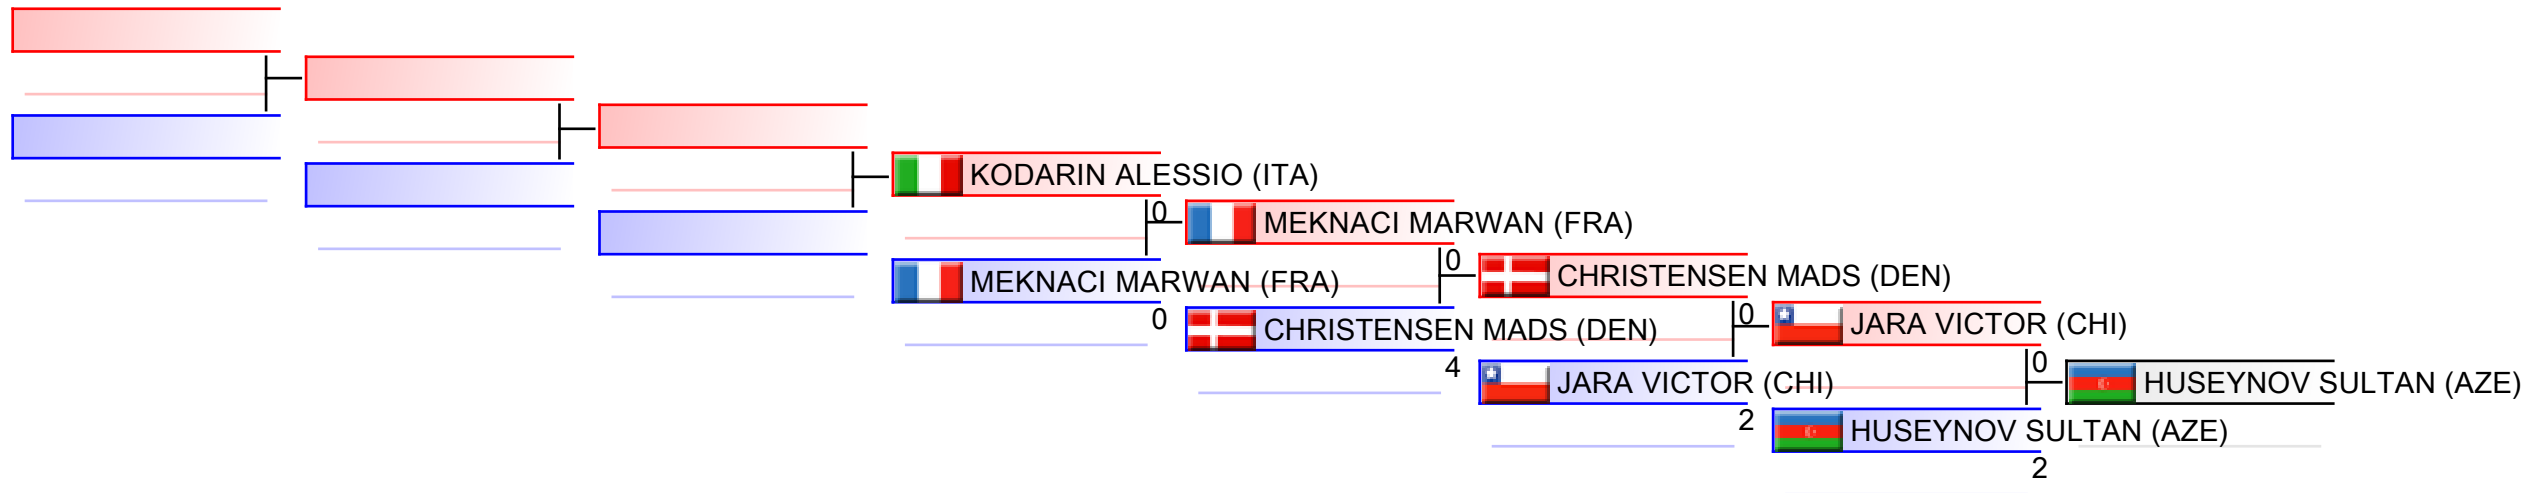 KODARIN ALESSIO (ITA)
0
MEKNACI MARWAN (FRA)
MEKNACI MARWAN (FRA)
0
0
CHRISTENSEN MADS (DEN)
CHRISTENSEN MADS (DEN)
4
0
JARA VICTOR (CHI)
JARA VICTOR (CHI)
2
0
HUSEYNOV SULTAN (AZE)
HUSEYNOV SULTAN (AZE)
2